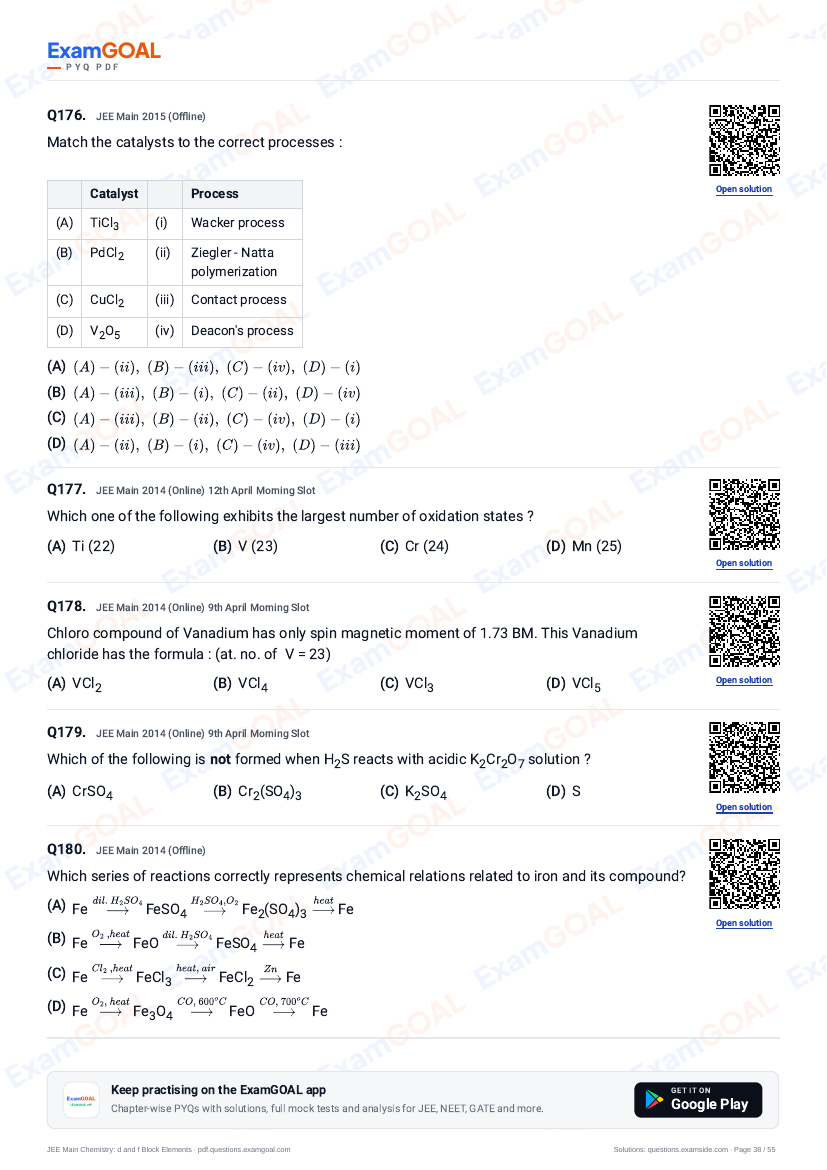 ExamGOAL
PYQ PDF
Q176. JEE Main 2015 (Offline)
Match the catalysts to the correct processes :
Open solution
Catalyst Process
(A) TiCl3 (i) Wacker process
(B) PdCl2 (ii) Ziegler - Natta
polymerization
(C) CuCl2 (iii) Contact process
(D) V2O5 (iv) Deacon's process
(A) (A) − (ii), (B) − (iii), (C) − (iv), (D) − (i)
(B) (A) − (iii), (B) − (i), (C) − (ii), (D) − (iv)
(C) (A) − (iii), (B) − (ii), (C) − (iv), (D) − (i)
(D) (A) − (ii), (B) − (i), (C) − (iv), (D) − (iii)
Q177. JEE Main 2014 (Online) 12th April Morning Slot
Which one of the following exhibits the largest number of oxidation states ?
(A) Ti (22) (B) V (23) (C) Cr (24) (D) Mn (25)
Open solution
Q178. JEE Main 2014 (Online) 9th April Morning Slot
Chloro compound of Vanadium has only spin magnetic moment of 1.73 BM. This Vanadium
chloride has the formula : (at. no. of V = 23)
(A) VCl2 (B) VCl4 (C) VCl3 (D) VCl5
Open solution
Q179. JEE Main 2014 (Online) 9th April Morning Slot
Which of the following is not formed when H2S reacts with acidic K2Cr2O7 solution ?
(A) CrSO4 (B) Cr2(SO4)3 (C) K2SO4 (D) S
Open solution
Q180. JEE Main 2014 (Offline)
Which series of reactions correctly represents chemical relations related to iron and its compound?
(A) Fe dil. H2SO4 ⟶ FeSO4 H2SO4,O2 ⟶ Fe2(SO4)3 heat ⟶ Fe
(B) Fe O2 ,heat ⟶ FeO dil. H2SO4 ⟶ FeSO4 heat ⟶ Fe
(C) Fe Cl2 ,heat ⟶ FeCl3 heat, air ⟶ FeCl2 Zn ⟶ Fe
(D) Fe O2, heat ⟶ Fe3O4 CO, 600°C ⟶ FeO CO, 700°C ⟶ Fe
Open solution
Keep practising on the ExamGOAL app
Chapter-wise PYQs with solutions, full mock tests and analysis for JEE, NEET, GATE and more.
GET IT ON
Google Play
JEE Main Chemistry: d and f Block Elements · pdf.questions.examgoal.com
Solutions: questions.examside.com · Page 38 / 55